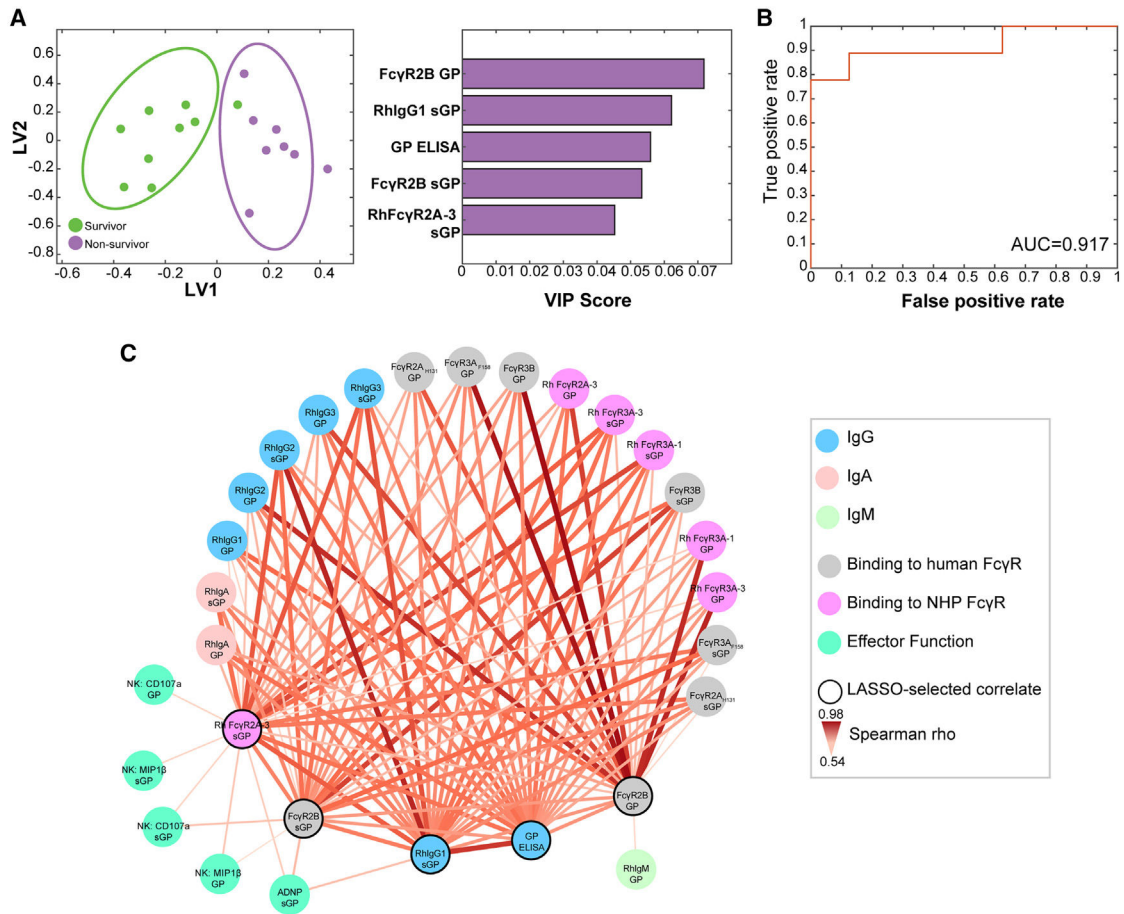 A
0.6
0.4
0.2
0
-0.2
-0.4
-0.6
-0.8
LV2
Survivor
Non-survivor
-0.6
-0.4
-0.2
0
0.2
0.4
LV1
FcγR2B GP
RhIgG1 sGP
GP ELISA
FcγR2B sGP
RhFcγR2A-3
sGP
0
0.01
0.02
0.03
0.04
0.05
0.06
0.07
VIP Score
B
1
0.9
0.8
0.7
0.6
0.5
0.4
0.3
0.2
0.1
0
True positive rate
AUC=0.917
0
0.1
0.2
0.3
0.4
0.5
0.6
0.7
0.8
0.9
1
False positive rate
C
FcγR2A H131
GP
FcγR3A F158
GP
FcγR3B
GP
Rh FcγR2A-3
GP
Rh FcγR3A-3
sGP
Rh FcγR3A-1
sGP
FcγR3B
sGP
Rh FcγR3A-1
GP
Rh FcγR3A-3
GP
FcγR3A F158
sGP
FcγR2A H131
sGP
FcγR2B
GP
RhIgM
GP
GP
ELISA
RhIgG1
sGP
ADNP
sGP
FcγR2B
sGP
NK: MIP1β
GP
NK: CD107a
sGP
NK: MIP1β
sGP
Rh FcγR2A-3
sGP
NK: CD107a
GP
RhIgA
GP
RhIgA
sGP
RhIgG1
GP
RhIgG2
GP
RhIgG2
sGP
RhIgG3
GP
RhIgG3
sGP
IgG
IgA
IgM
Binding to human FcγR
Binding to NHP FcγR
Effector Function
LASSO-selected correlate
0.98
Spearman rho
0.54